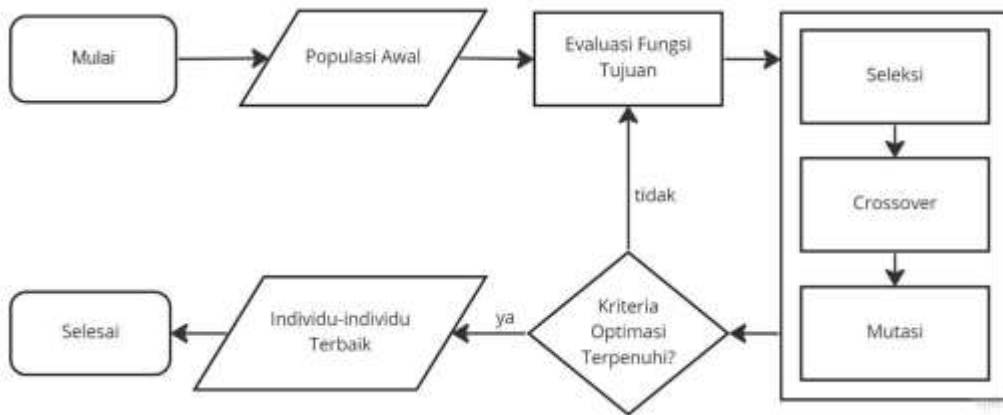 Mulai
Populasi Awal
Evaluasi Fungsi
Tujuan
Seleksi
Crossover
Mutasi
tidak
Kriteria
Optimasi
Terpenuhi?
ya
Individu-individu
Terbaik
Selesai